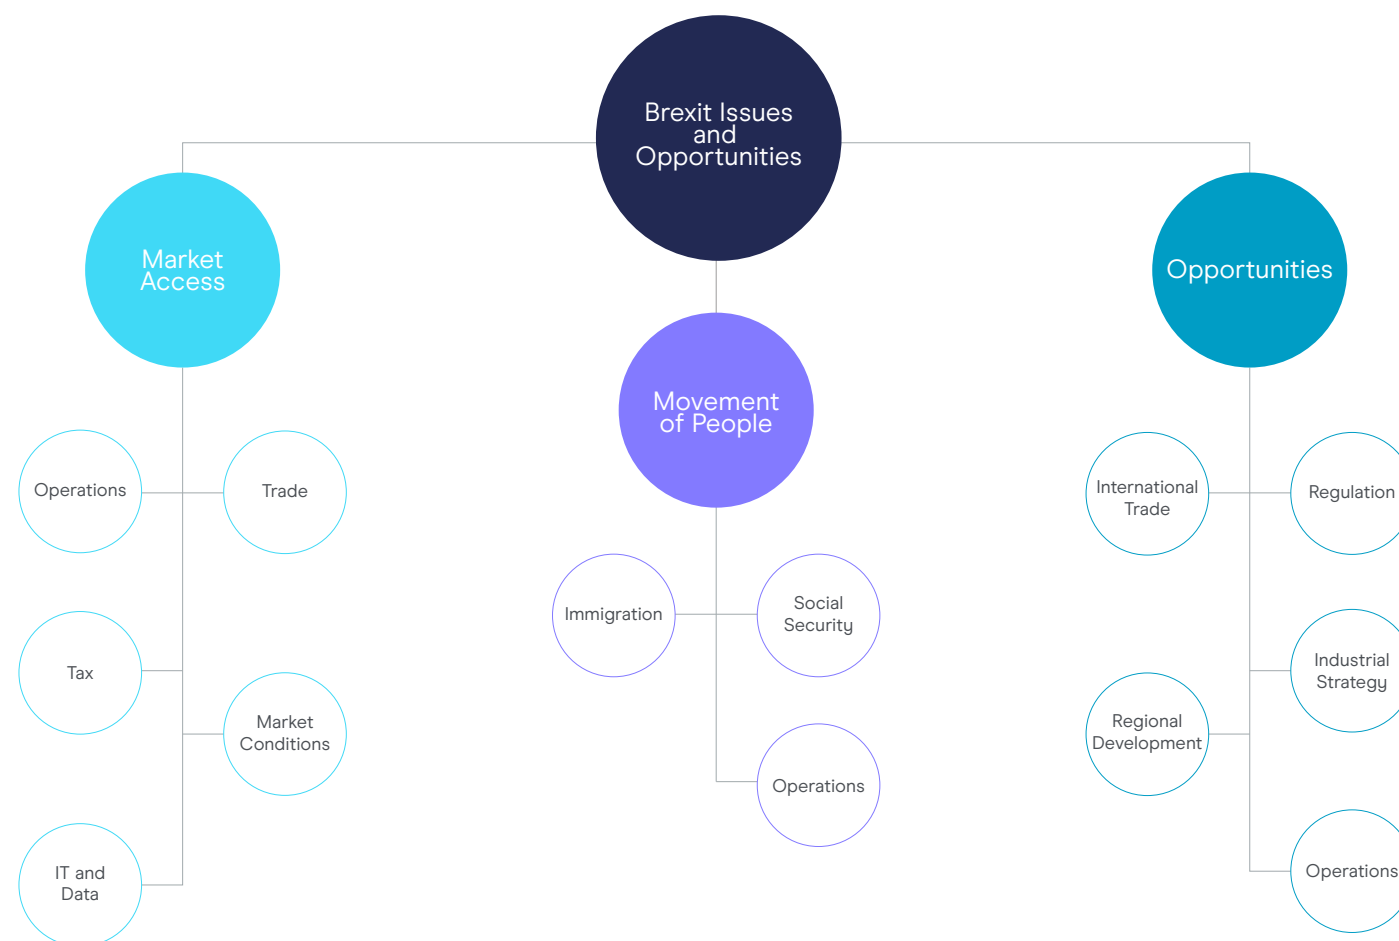 Brexit Issues
and
Opportunities
Market
Access
Opportunities
Movement
of People
Operations
Trade
Tax
Market
Conditions
IT and
Data
Immigration
Social
Security
Operations
International
Trade
Regulation
Industrial
Strategy
Regional
Development
Operations